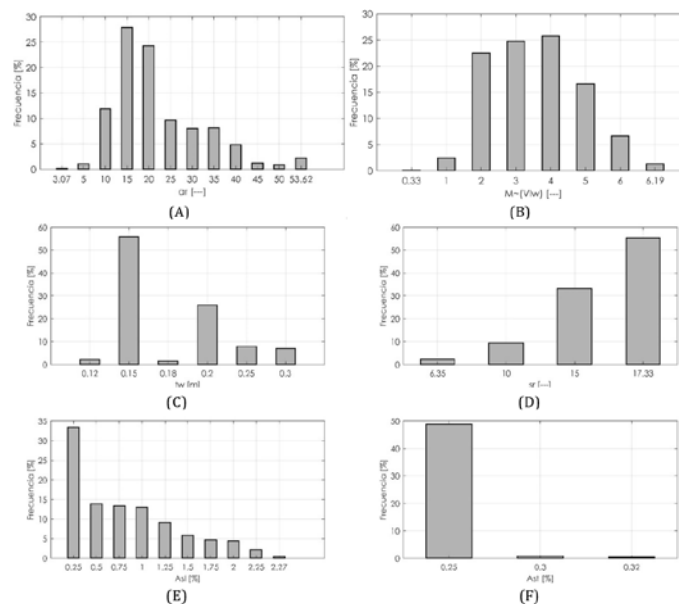 30
25
20
15
10
5
0
Frecuencia [%]
3.07 5 10 15 20 25 30 35 40 45 50 53.62
ar [---]
(A)
30
25
20
15
10
5
0
Frecuencia [%]
0.33 1 2 3 4 5 6 6.19
M~{Vlw} [---]
(B)
60
50
40
30
20
10
0
Frecuencia [%]
0.12 0.15 0.18 0.2 0.25 0.3
tw [m]
(C)
60
50
40
30
20
10
0
Frecuencia [%]
6.35 10 15 17.33
sr [---]
(D)
35
30
25
20
15
10
5
0
Frecuencia [%]
0.25 0.5 0.75 1 1.25 1.5 1.75 2 2.25 2.27
Asl [%]
(E)
50
40
30
20
10
0
Frecuencia [%]
0.25 0.3 0.32
Ast [%]
(F)